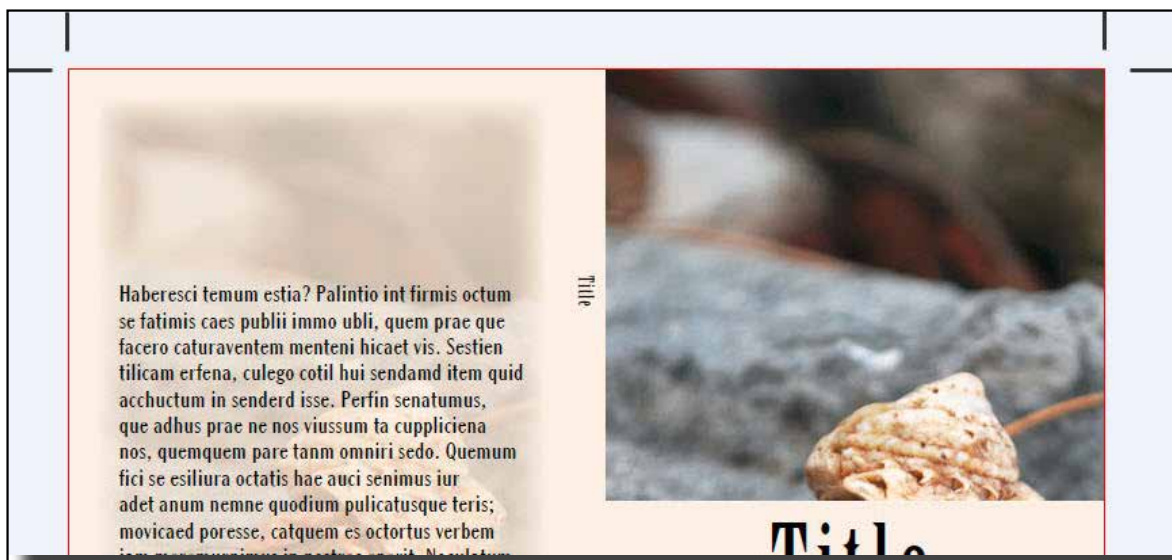 Haberesci temum estia? Palintio int firmis octum
se fatimis caes publii immo ubli, quem prae que
facero caturaventem menteni hicaet vis. Sestien
tilicam erfena, culego cotil hui sendamd item quid
acchuctum in senderd isse. Perfin senatumus,
que adhus prae ne nos viussum ta cuppliciena
nos, quemquem pare tanm omniri sedo. Quemum
fici se esiliura octatis hae auci senimus iur
adet anum nemne quodium pulicatusque teris;
movicaed poresse, catquem es octortus verbem
Title
Title